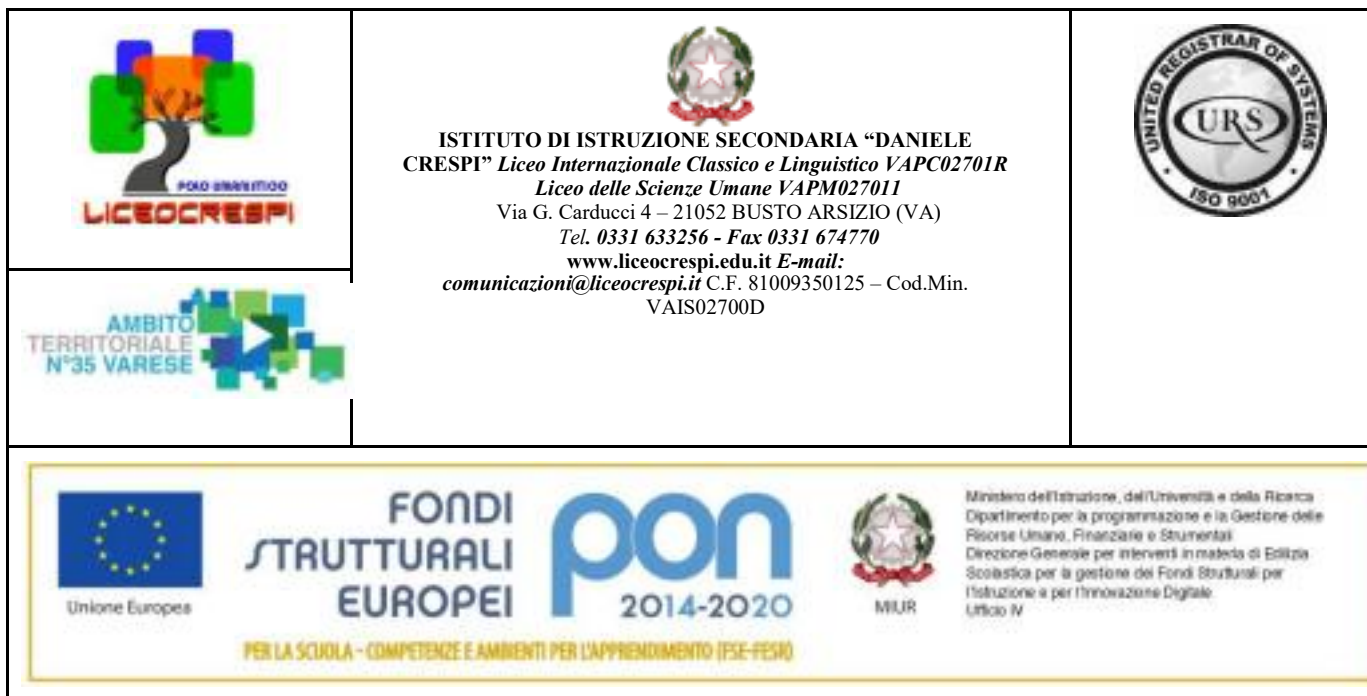 POLO UMANISTICO
LICEOCRESPI
AMBITO
TERRITORIALE
N°35 VARESE
ISTITUTO DI ISTRUZIONE SECONDARIA “DANIELE
CRESPI” Liceo Internazionale Classico e Linguistico VAPC02701R
Liceo delle Scienze Umane VAPM027011
Via G. Carducci 4 – 21052 BUSTO ARSIZIO (VA)
Tel. 0331 633256 - Fax 0331 674770
www.liceocrespi.edu.it E-mail:
comunicazioni@liceocrespi.it C.F. 81009350125 – Cod.Min.
VAIS02700D
UNITED REGISTRAR OF SYSTEMS
URS
ISO 9001
Unione Europea
FONDI
STRUTTURALI
EUROPEI
pon
2014-2020
PER LA SCUOLA - COMPETENZE E AMBIENTI PER L'APPRENDIMENTO (FSE-FESR)
MIUR
Ministero dell'Istruzione, dell'Università e della Ricerca
Dipartimento per la programmazione e la Gestione delle
Risorse Umane, Finanziarie e Strumentali
Direzione Generale per interventi in materia di Edilizia
Scolastica per la gestione dei Fondi Strutturali per
l'Istruzione e per l'Innovazione Digitale
Ufficio IV